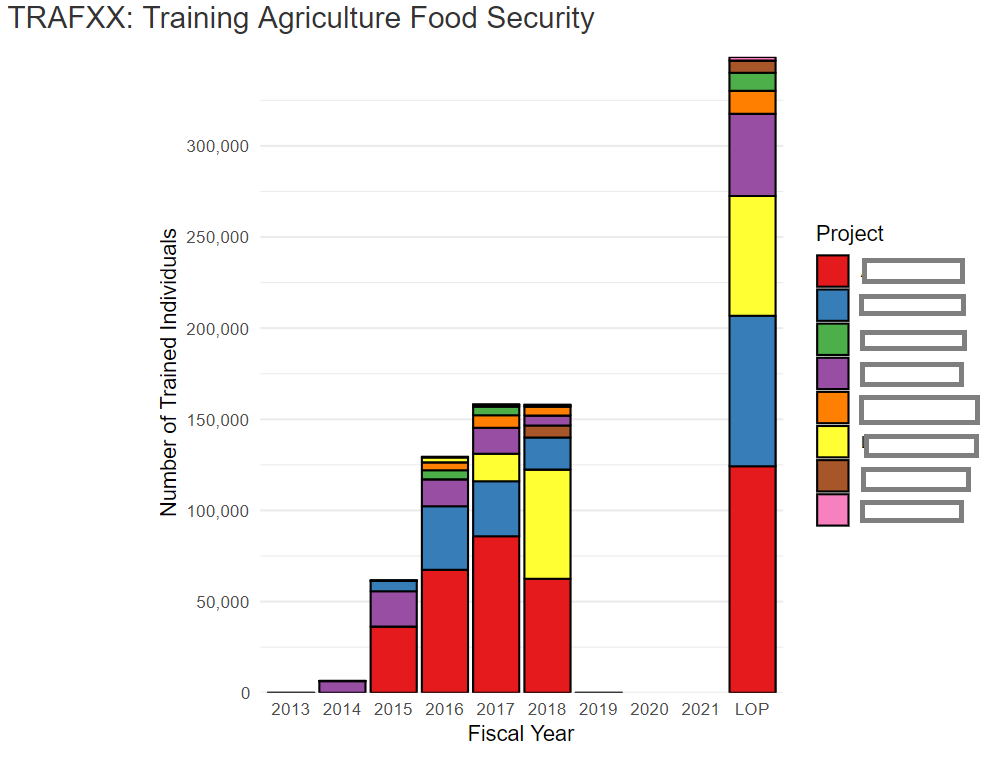 TRAFXX: Training Agriculture Food Security
Number of Trained Individuals
300,000
250,000
200,000
150,000
100,000
50,000
0
2013 2014 2015 2016 2017 2018 2019 2020 2021 LOP
Fiscal Year
Project